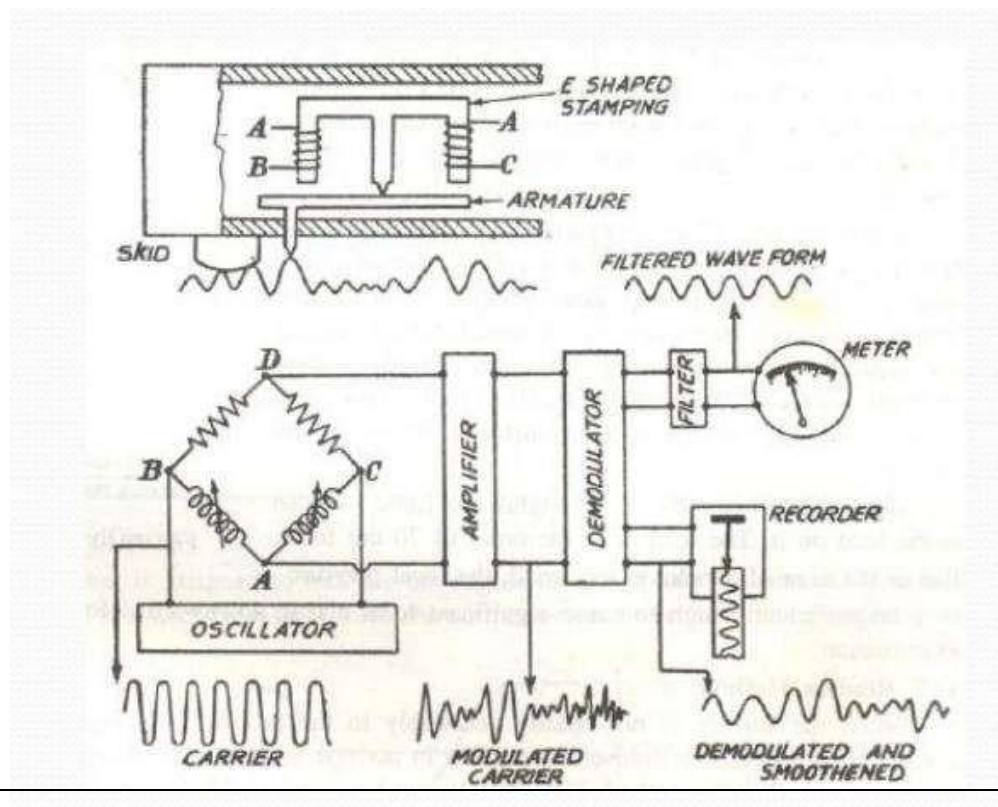 E SHAPED
STAMPING
A
A
B
C
ARMATURE
SKID
FILTERED WAVE FORM
D
METER
B
C
AMPLIFIER
DEMODULATOR
FILTER
RECORDER
A
OSCILLATOR
CARRIER
MODULATED
CARRIER
DEMODULATED AND
SMOOTHENED